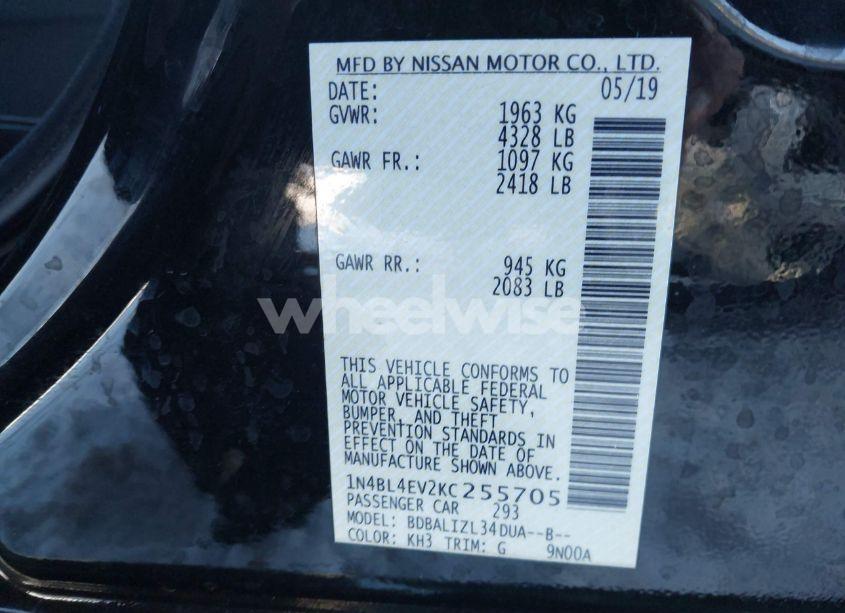 MFD BY NISSAN MOTOR CO., LTD.
DATE: 05/19
GVWR: 1963 KG
4328 LB
GAWR FR.: 1097 KG
2418 LB
GAWR RR.: 945 KG
2083 LB
wheelwise
THIS VEHICLE CONFORMS TO
ALL APPLICABLE FEDERAL
MOTOR VEHICLE SAFETY,
BUMPER, AND THEFT
PREVENTION STANDARDS IN
EFFECT ON THE DATE OF
MANUFACTURE SHOWN ABOVE.
1N4BL4EV2KC255705
PASSENGER CAR 293
MODEL: BDBALIZL34DUA--B--
COLOR: KH3 TRIM: G 9N00A